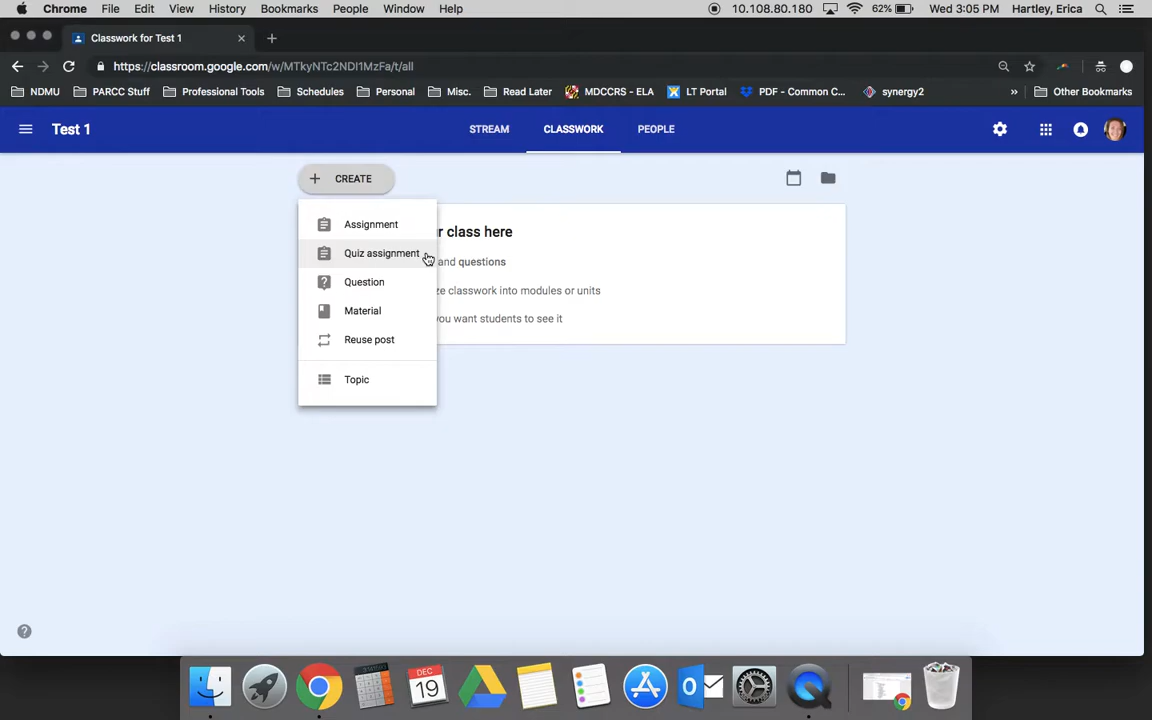 Chrome File Edit View History Bookmarks People Window Help 10.108.80.180 62% Wed 3:05 PM Hartley, Erica
Classwork for Test 1
https://classroom.google.com/w/MTkyNTc2NDI1MzFa/t/all
NDMU PARCC Stuff Professional Tools Schedules Personal Misc. Read Later MDCCRS - ELA LT Portal PDF - Common C... synergy2 » Other Bookmarks
Test 1 STREAM CLASSWORK PEOPLE
+ CREATE
Assignment
r class here
Quiz assignment
and questions
Question
ze classwork into modules or units
Material
you want students to see it
Reuse post
Topic
DEC
19